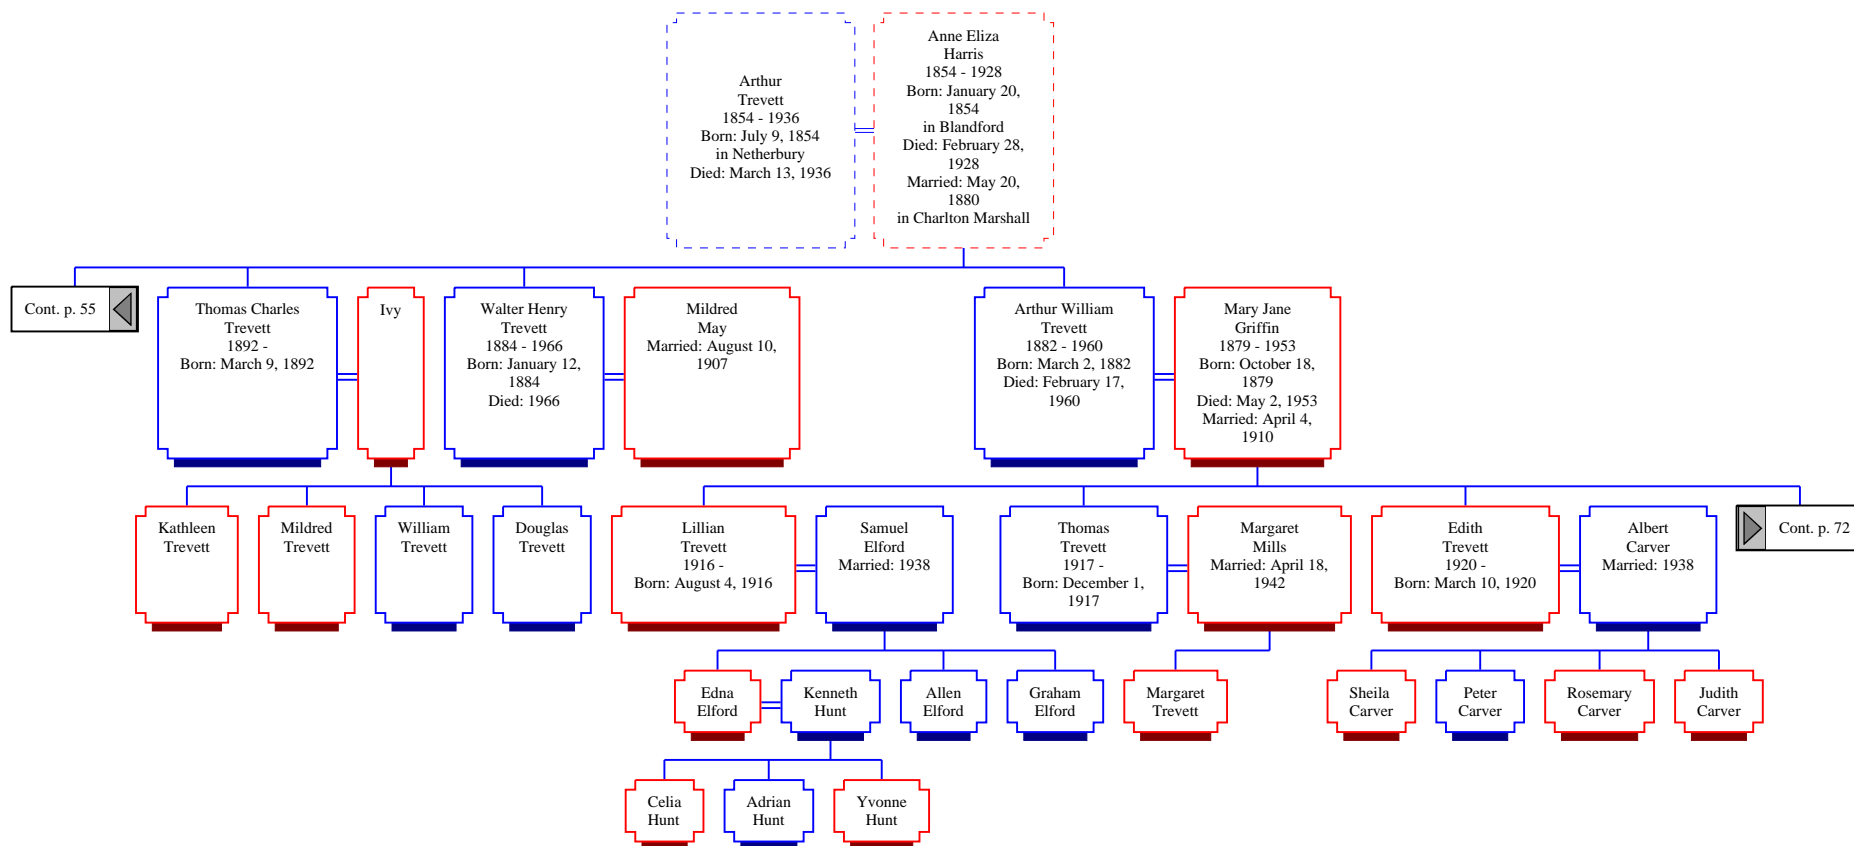 Arthur
Trevett
1854 - 1936
Born: July 9, 1854
in Netherbury
Died: March 13, 1936
Anne Eliza
Harris
1854 - 1928
Born: January 20,
1854
in Blandford
Died: February 28,
1928
Married: May 20,
1880
in Charlton Marshall
Cont. p. 55
Thomas Charles
Trevett
1892 -
Born: March 9, 1892
Ivy
Walter Henry
Trevett
1884 - 1966
Born: January 12,
1884
Died: 1966
Mildred
May
Married: August 10,
1907
Arthur William
Trevett
1882 - 1960
Born: March 2, 1882
Died: February 17,
1960
Mary Jane
Griffin
1879 - 1953
Born: October 18,
1879
Died: May 2, 1953
Married: April 4,
1910
Kathleen
Trevett
Mildred
Trevett
William
Trevett
Douglas
Trevett
Lillian
Trevett
1916 -
Born: August 4, 1916
Samuel
Elford
Married: 1938
Thomas
Trevett
1917 -
Born: December 1,
1917
Margaret
Mills
Married: April 18,
1942
Edith
Trevett
1920 -
Born: March 10, 1920
Albert
Carver
Married: 1938
Cont. p. 72
Edna
Elford
Kenneth
Hunt
Allen
Elford
Graham
Elford
Margaret
Trevett
Sheila
Carver
Peter
Carver
Rosemary
Carver
Judith
Carver
Celia
Hunt
Adrian
Hunt
Yvonne
Hunt